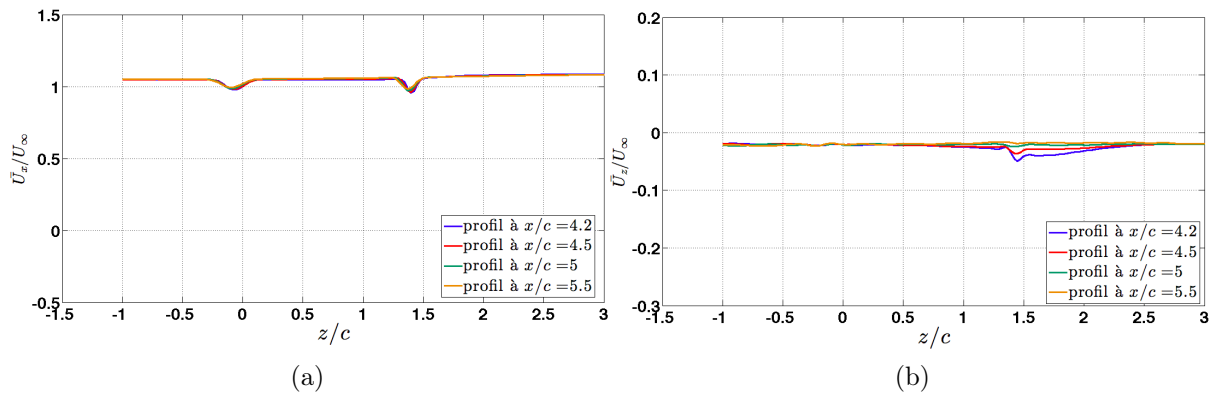 1.5
1
0.5
0
-0.5
-1.5
-1
-0.5
0
0.5
1
1.5
2
2.5
3
z/c
Ū_x/U_∞
profil à x/c =4.2
profil à x/c =4.5
profil à x/c =5
profil à x/c =5.5
(a)
0.2
0.1
0
-0.1
-0.2
-0.3
-1.5
-1
-0.5
0
0.5
1
1.5
2
2.5
3
z/c
Ū_z/U_∞
profil à x/c =4.2
profil à x/c =4.5
profil à x/c =5
profil à x/c =5.5
(b)